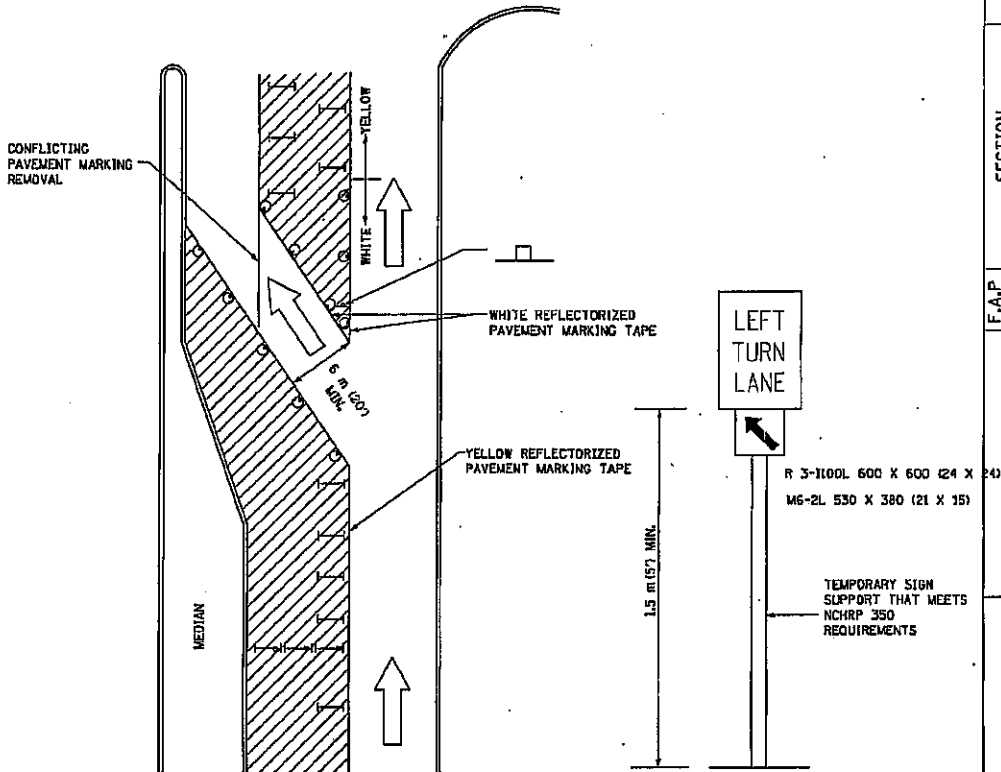 CONFLICTING
PAVEMENT MARKING
REMOVAL
YELLOW
WHITE
WHITE REFLECTORIZED
PAVEMENT MARKING TAPE
6 m (20')
MIN.
YELLOW REFLECTORIZED
PAVEMENT MARKING TAPE
MEDIAN
LEFT
TURN
LANE
R 3-I100L 600 X 600 (24 X 24)
M6-2L 530 X 380 (21 X 15)
1.5 m (5') MIN.
TEMPORARY SIGN
SUPPORT THAT MEETS
NCHRP 350
REQUIREMENTS
SECTION
F.A.P.